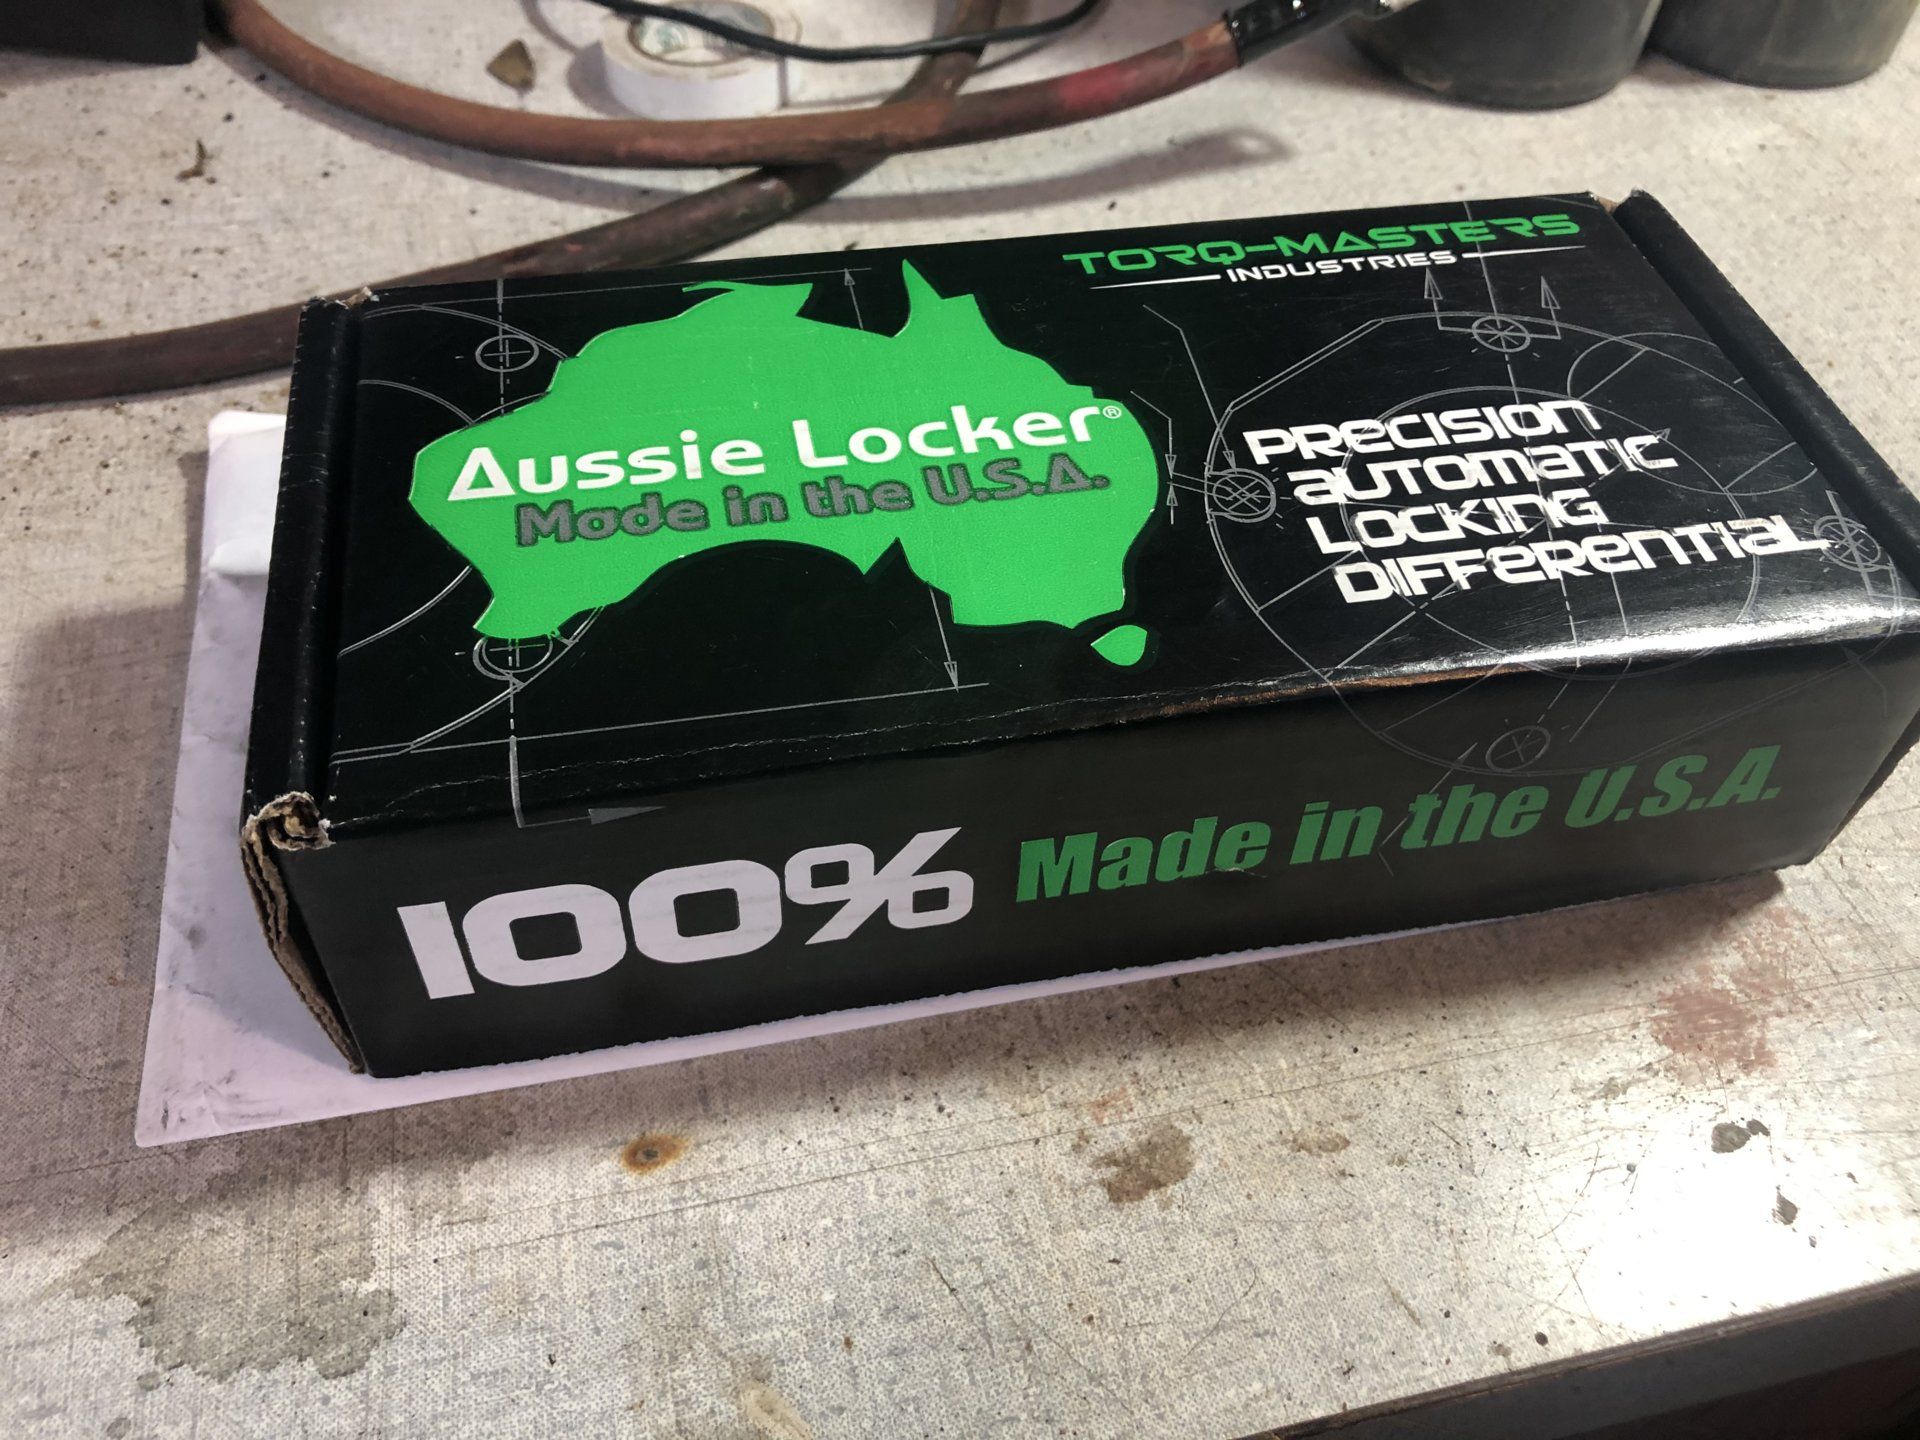 TORQ-MASTERS
INDUSTRIES
Aussie Locker®
Made in the U.S.A.
PRECISION
AUTOMATIC
LOCKING
DIFFERENTIAL
100% Made in the U.S.A.